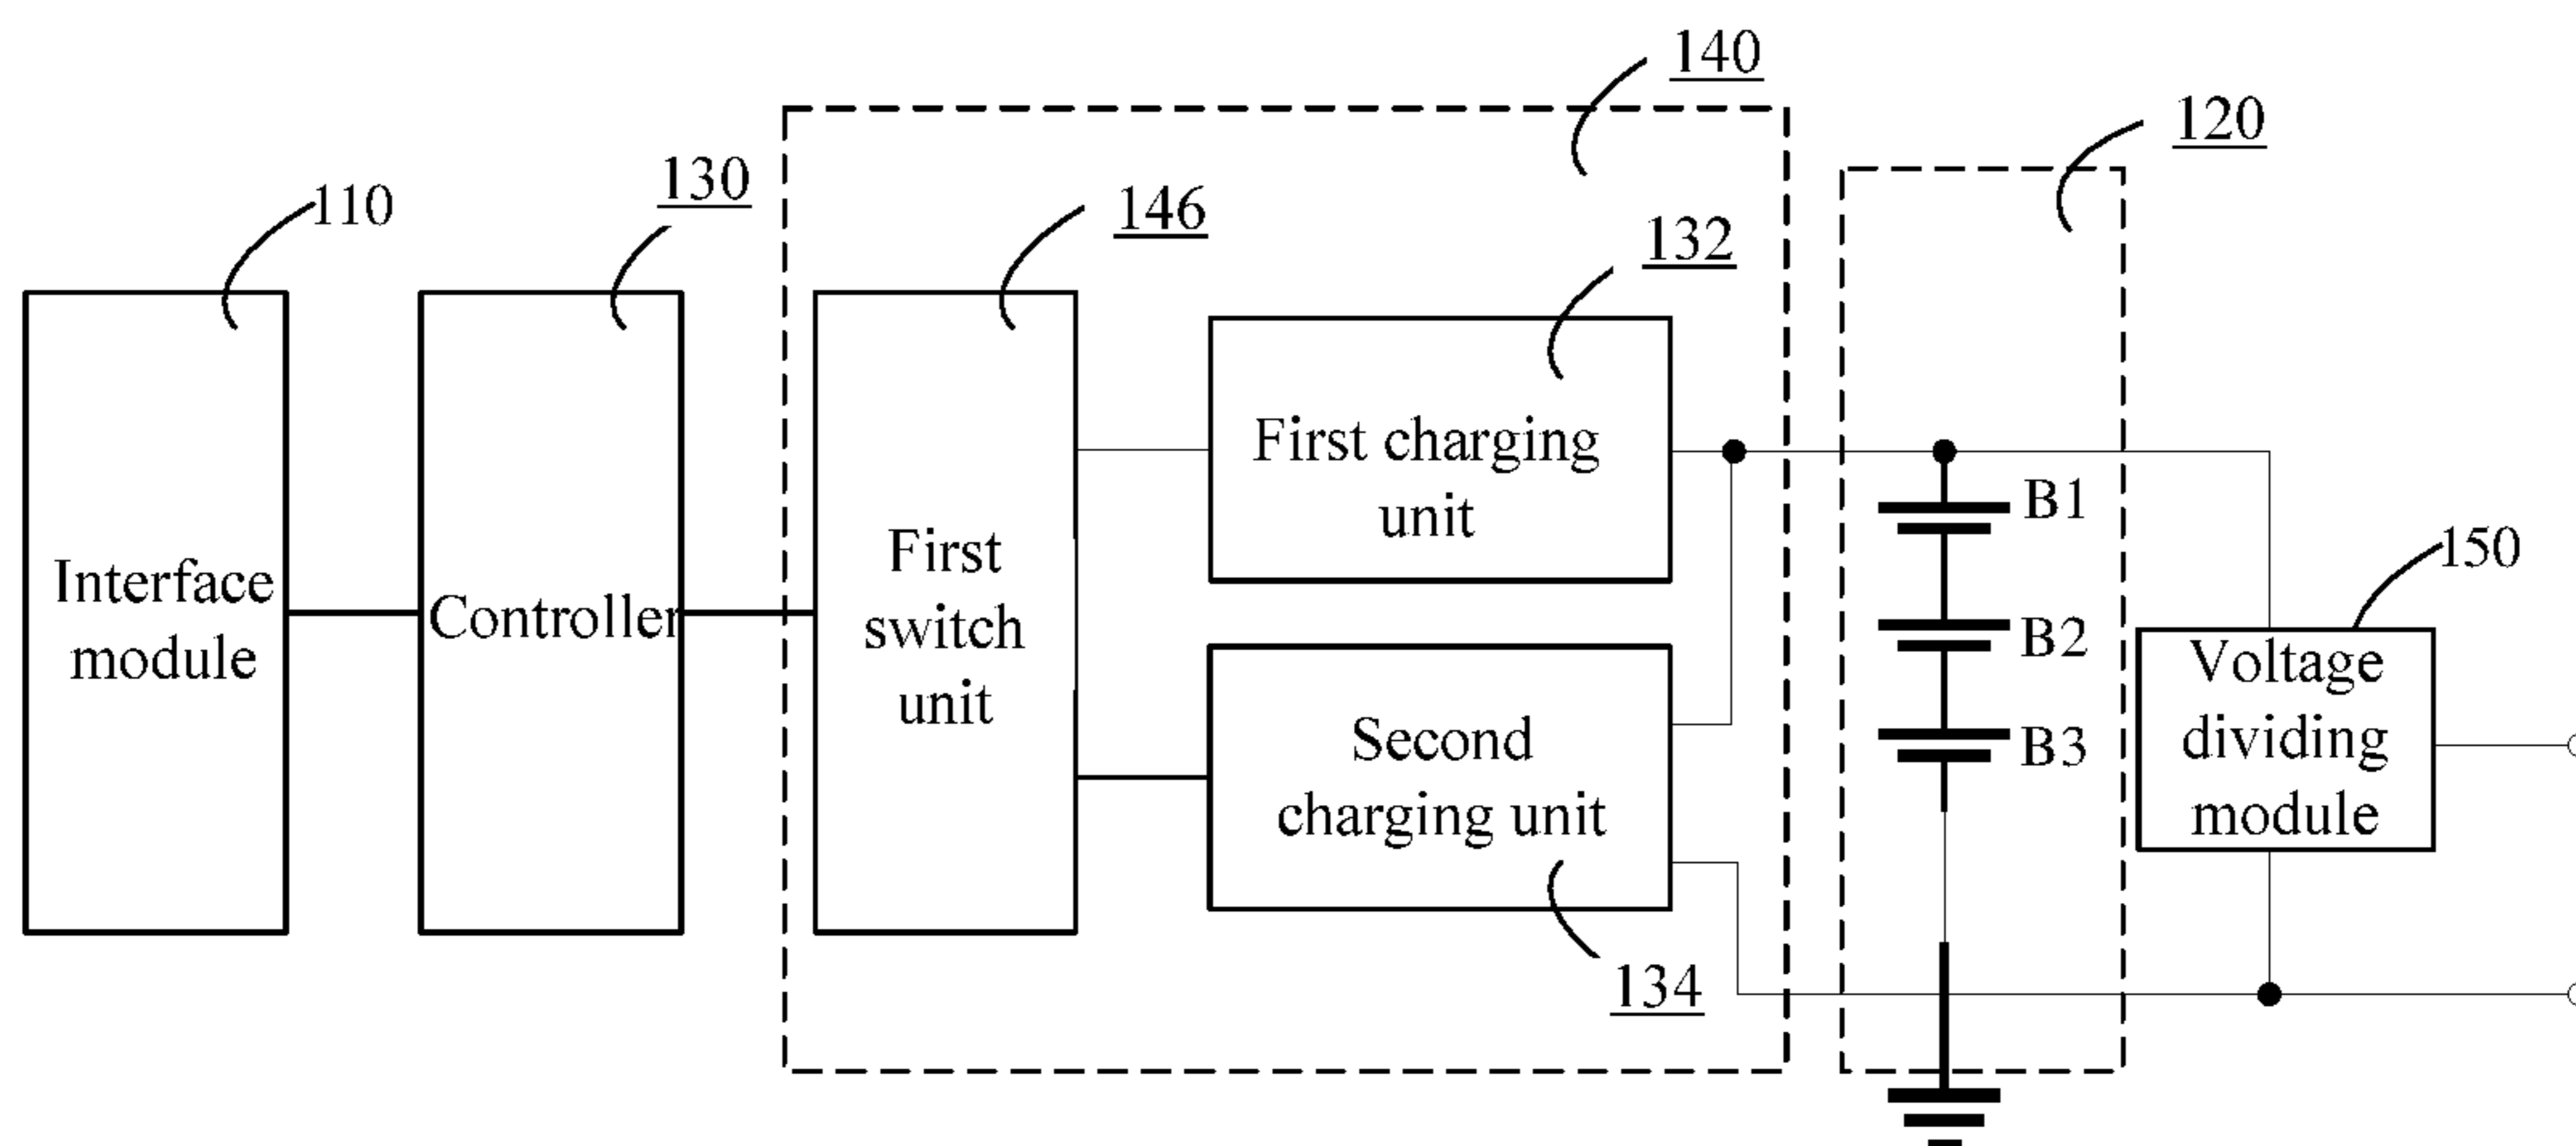 140
120
130
110
146
132
First charging
unit
B1
150
First
switch
unit
Interface
module
Controller
B2
Voltage
dividing
module
Second
charging unit
B3
134